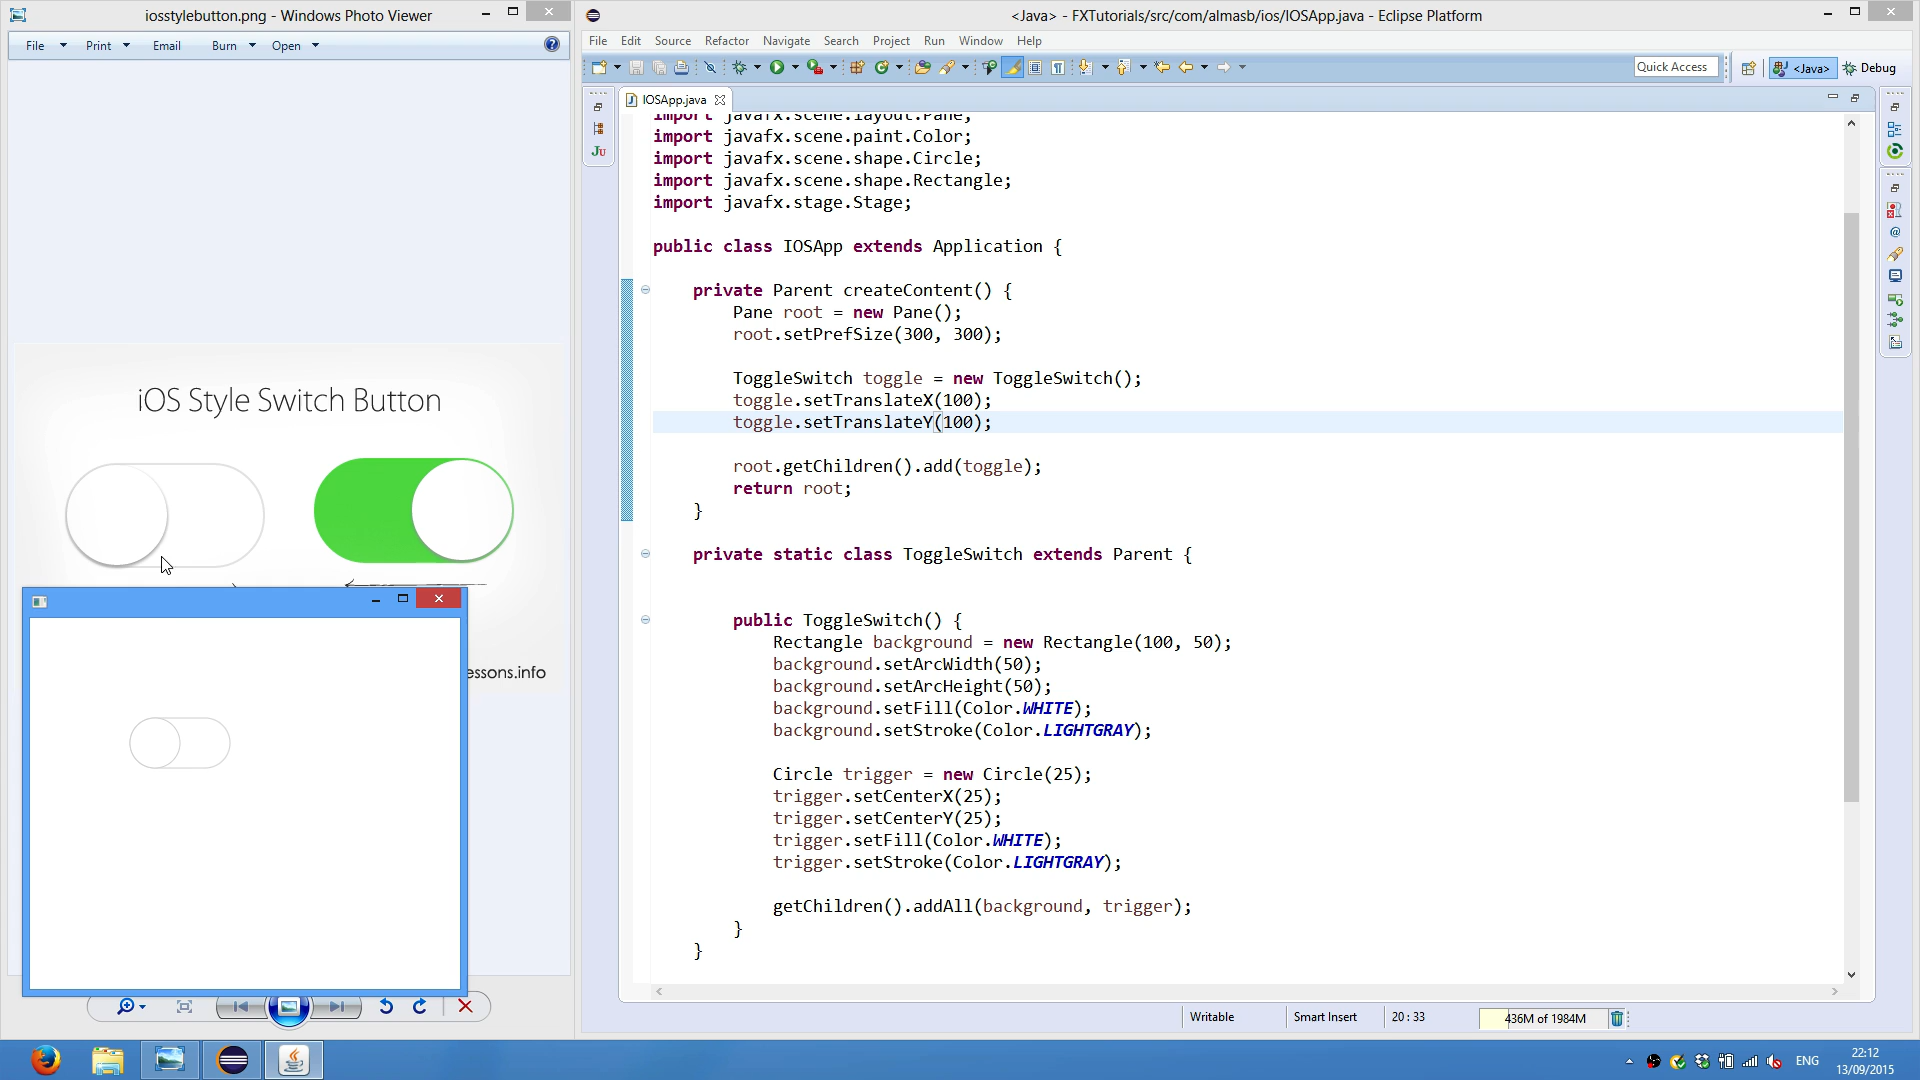 iosstylebutton.png - Windows Photo Viewer
File
Print
Email
Burn
Open
iOS Style Switch Button
essons.info
<Java> - FXTutorials/src/com/almasb/ios/IOSApp.java - Eclipse Platform
File Edit Source Refactor Navigate Search Project Run Window Help
Quick Access
<Java>
Debug
IOSApp.java
import javafx.scene.layout.Pane;
import javafx.scene.paint.Color;
import javafx.scene.shape.Circle;
import javafx.scene.shape.Rectangle;
import javafx.stage.Stage;
public class IOSApp extends Application {
private Parent createContent() {
Pane root = new Pane();
root.setPrefSize(300, 300);
ToggleSwitch toggle = new ToggleSwitch();
toggle.setTranslateX(100);
toggle.setTranslateY(100);
root.getChildren().add(toggle);
return root;
}
private static class ToggleSwitch extends Parent {
public ToggleSwitch() {
Rectangle background = new Rectangle(100, 50);
background.setArcWidth(50);
background.setArcHeight(50);
background.setFill(Color.WHITE);
background.setStroke(Color.LIGHTGRAY);
Circle trigger = new Circle(25);
trigger.setCenterX(25);
trigger.setCenterY(25);
trigger.setFill(Color.WHITE);
trigger.setStroke(Color.LIGHTGRAY);
getChildren().addAll(background, trigger);
}
}
Writable
Smart Insert
20 : 33
436M of 1984M
ENG
22:12
13/09/2015